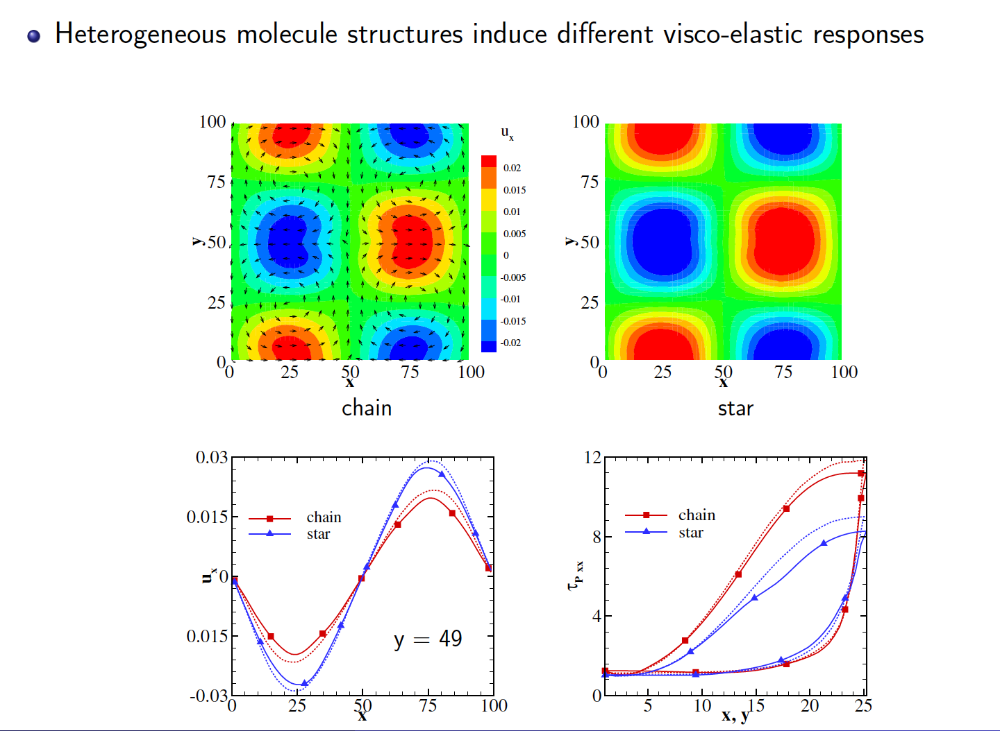 Heterogeneous molecule structures induce different visco-elastic responses
100
75
50
25
0
y
0 25 50 75 100
x
chain
u_x
0.02
0.015
0.01
0.005
0
-0.005
-0.01
-0.015
-0.02
100
75
50
25
0
y
0 25 50 75 100
x
star
0.03
0.015
0
0.015
-0.03
u_x
chain
star
y = 49
0 25 50 75 100
x
12
8
4
0
τ_P xx
chain
star
5 10 15 20 25
x, y